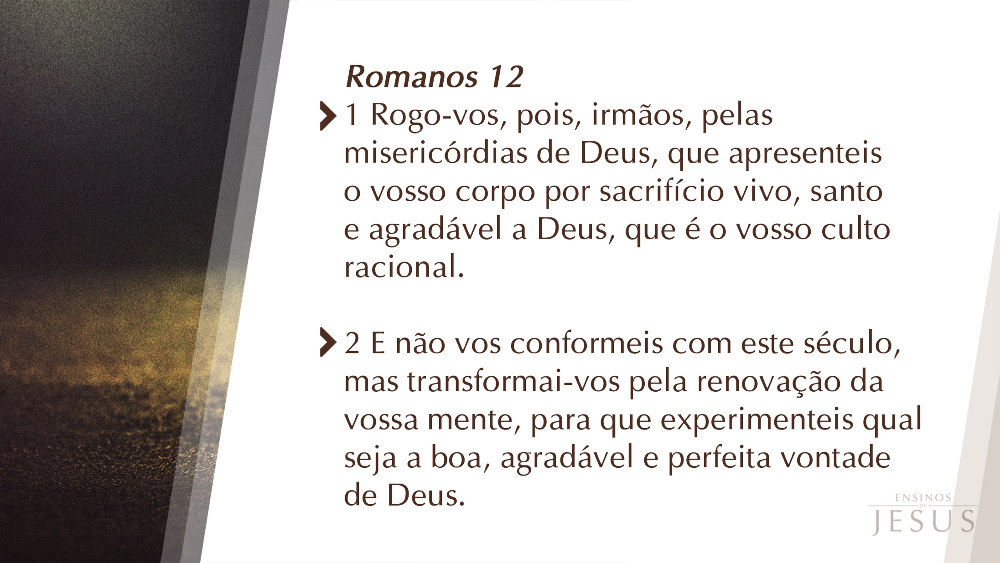 Romanos 12
1 Rogo-vos, pois, irmãos, pelas
misericórdias de Deus, que apresenteis
o vosso corpo por sacrifício vivo, santo
e agradável a Deus, que é o vosso culto
racional.
2 E não vos conformeis com este século,
mas transformai-vos pela renovação da
vossa mente, para que experimenteis qual
seja a boa, agradável e perfeita vontade
de Deus.
ENSINOS
DE
JESUS